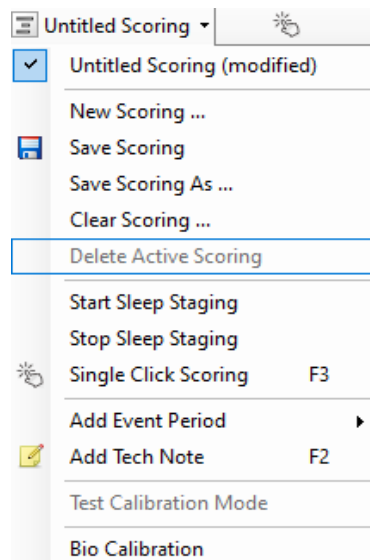 Untitled Scoring
Untitled Scoring (modified)
New Scoring ...
Save Scoring
Save Scoring As ...
Clear Scoring ...
Delete Active Scoring
Start Sleep Staging
Stop Sleep Staging
Single Click Scoring F3
Add Event Period
Add Tech Note F2
Test Calibration Mode
Bio Calibration